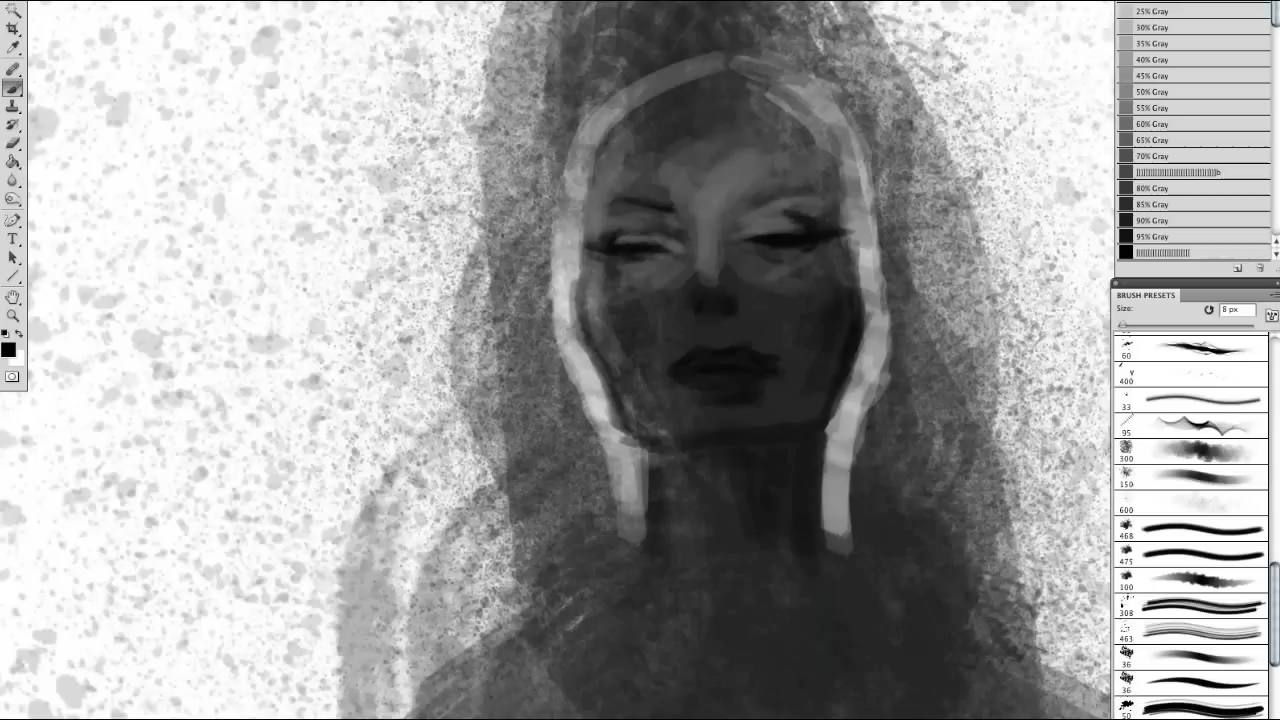 25% Gray
30% Gray
35% Gray
40% Gray
45% Gray
50% Gray
55% Gray
60% Gray
65% Gray
70% Gray
80% Gray
85% Gray
90% Gray
95% Gray
BRUSH PRESETS
Size:
8 px
60
400
33
95
300
150
600
468
475
100
308
463
36
36
50